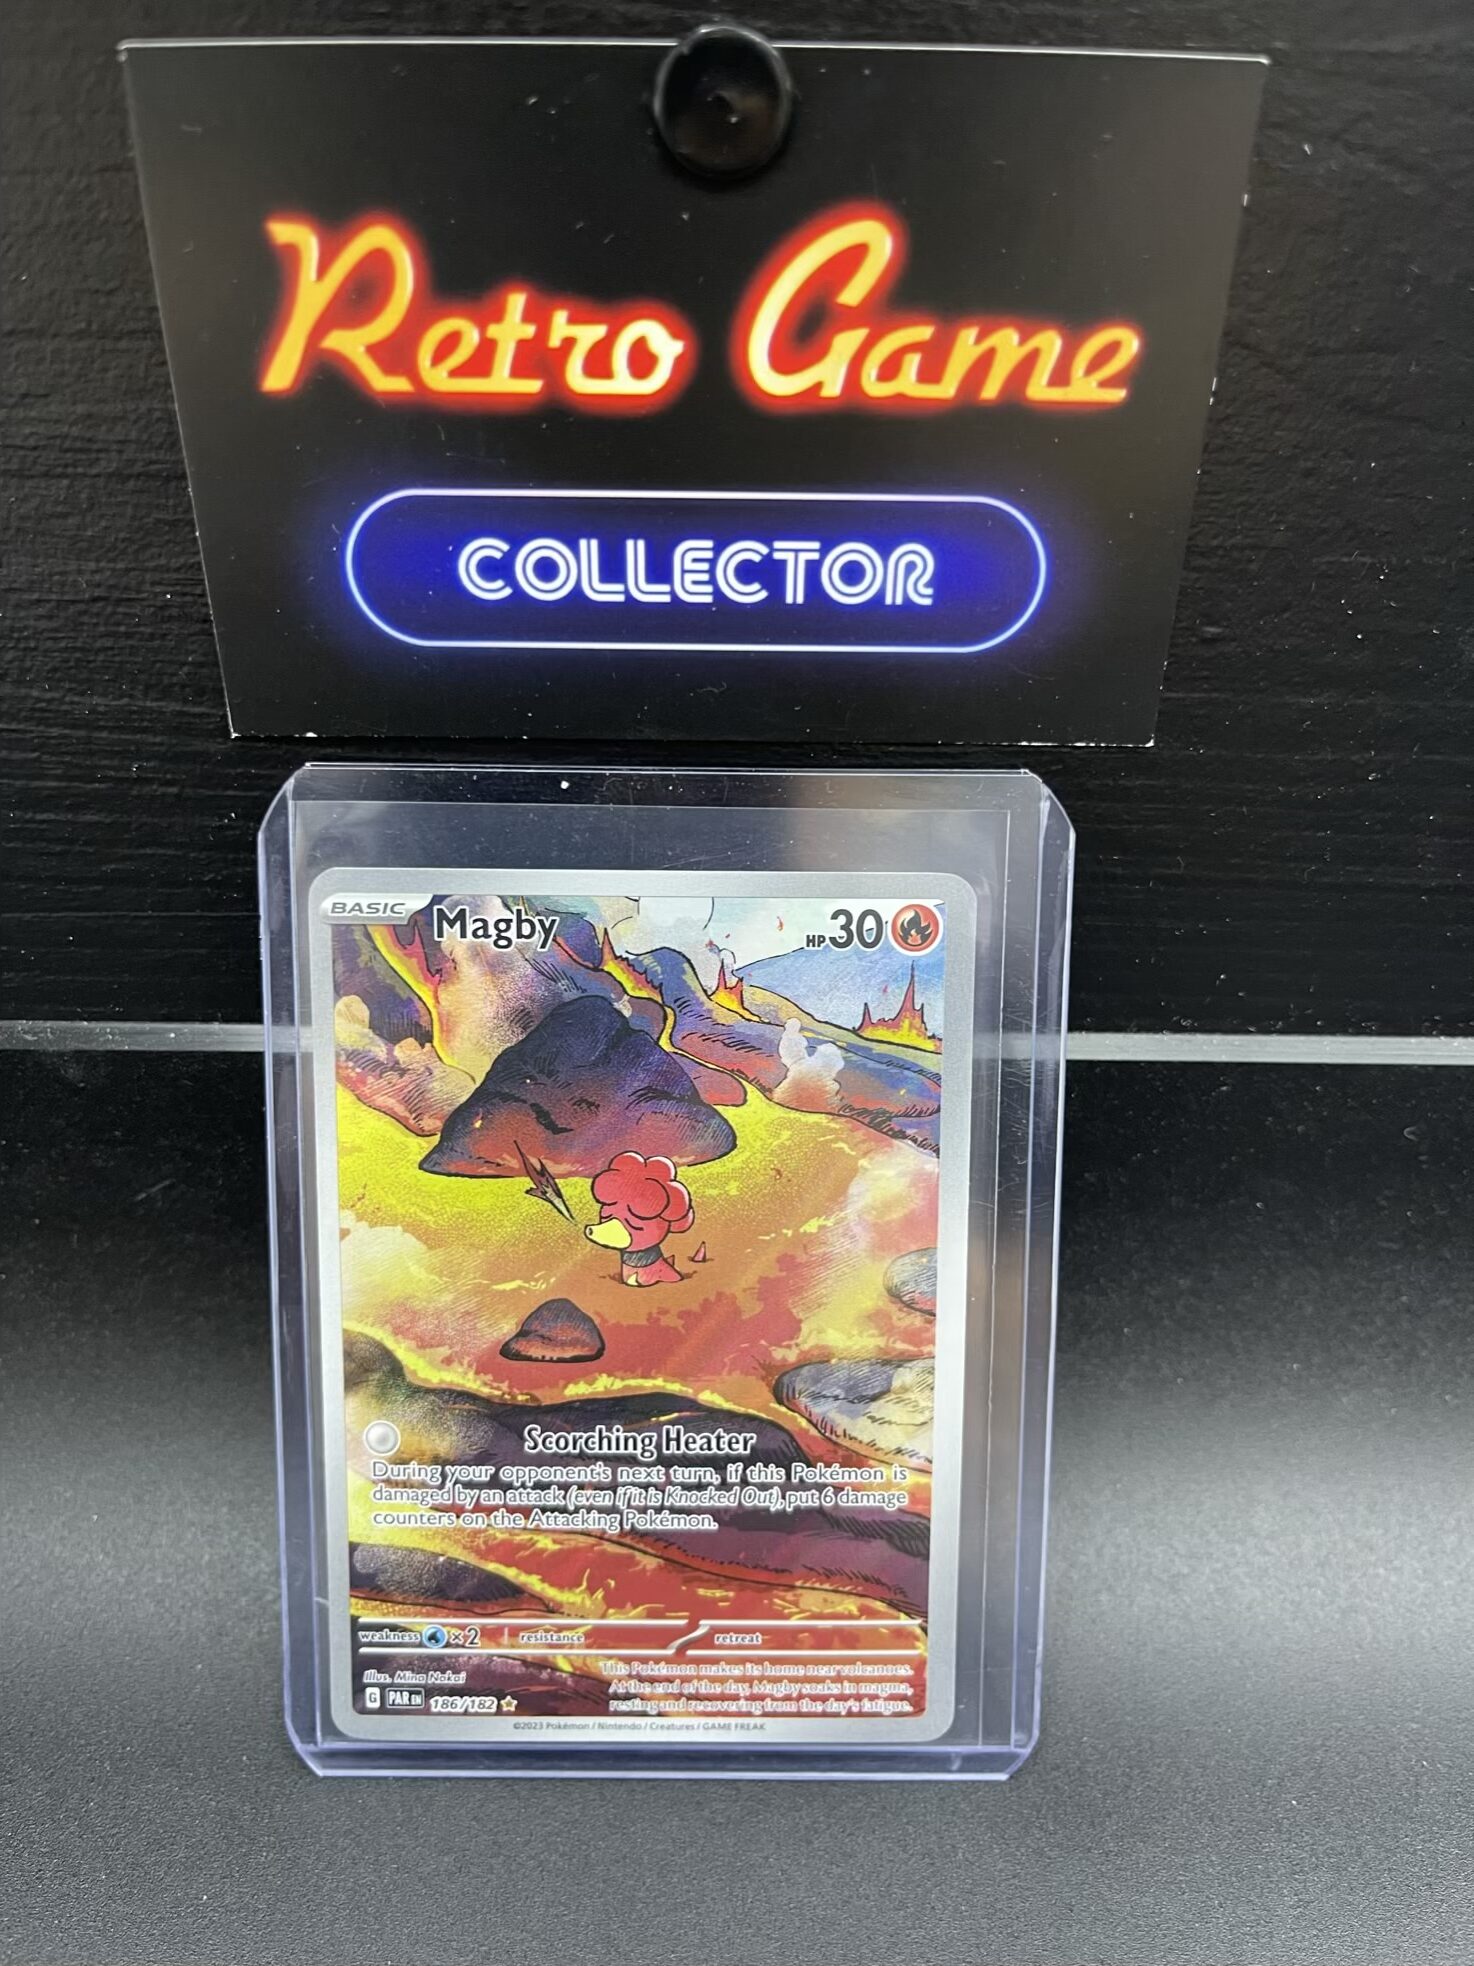 Retro Game
COLLECTOR
BASIC Magby HP 30
Scorching Heater
During your opponent's next turn, if this Pokémon is
damaged by an attack (even if it is Knocked Out), put 6 damage
counters on the Attacking Pokémon.
weakness ×2 resistance retreat
Illus. Mina Nakai
This Pokémon makes its home near volcanoes.
At the end of the day, Magby soaks in magma,
resting and recovering from the day's fatigue.
G PAR EN 186/182
©2023 Pokémon / Nintendo / Creatures / GAME FREAK